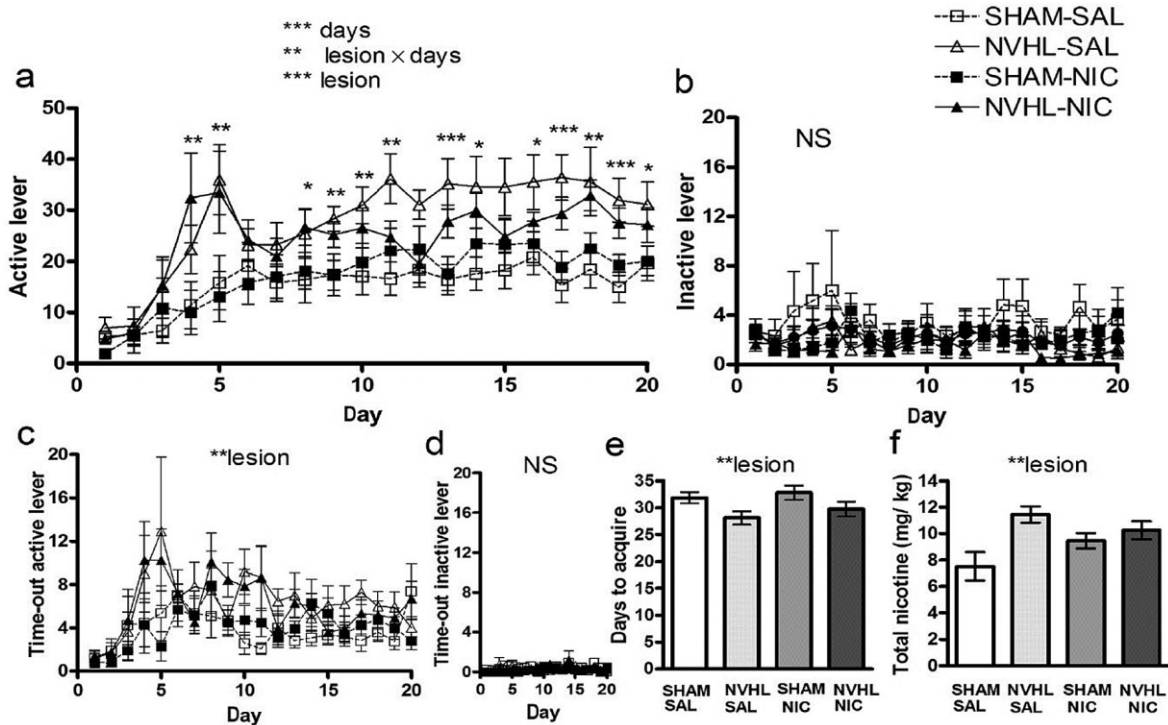 *** days
** lesion × days
*** lesion
SHAM-SAL
NVHL-SAL
SHAM-NIC
NVHL-NIC
a
Active lever
50
40
30
20
10
0
** ** * ** ** ** *** * * *** ** *** *
0 5 10 15 20
Day
b
NS
Inactive lever
20
16
12
8
4
0
0 5 10 15 20
Day
c
**lesion
Time-out active lever
20
16
12
8
4
0
0 5 10 15 20
Day
d
NS
Time-out inactive lever
20
16
12
8
4
0
0 5 10 15 20
Day
e
**lesion
Days to acquire
35
30
25
20
15
10
5
0
SHAM NVHL SHAM NVHL
SAL SAL NIC NIC
f
**lesion
Total nicotine (mg/ kg)
14
12
10
8
6
4
2
0
SHAM NVHL SHAM NVHL
SAL SAL NIC NIC